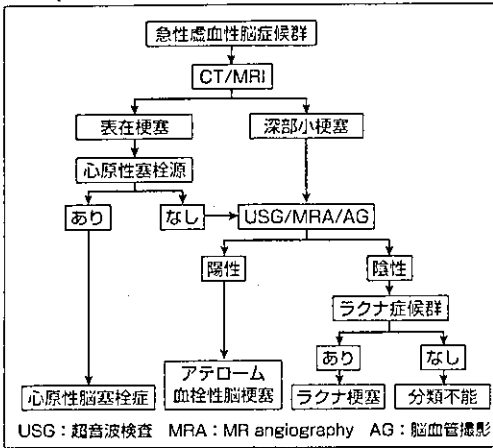 急性虚血性脳症候群
CT/MRI
表在梗塞
深部小梗塞
心原性塞栓源
あり
なし
USG/MRA/AG
陽性
陰性
ラクナ症候群
あり
なし
心原性脳塞栓症
アテローム
血栓性脳梗塞
ラクナ梗塞
分類不能
USG:超音波検査 MRA:MR angiography AG:脳血管撮影